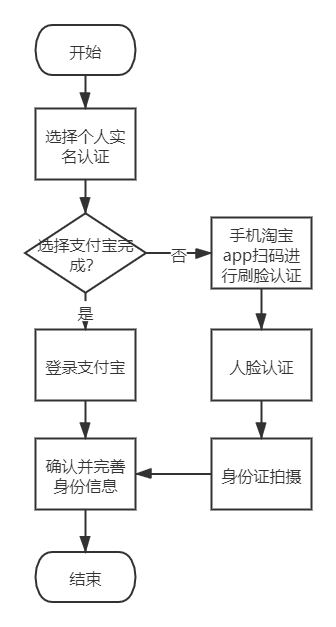 开始
选择个人实
名认证
选择支付宝完
成?
否
手机淘宝
app扫码进
行刷脸认证
是
登录支付宝
人脸认证
确认并完善
身份信息
身份证拍摄
结束